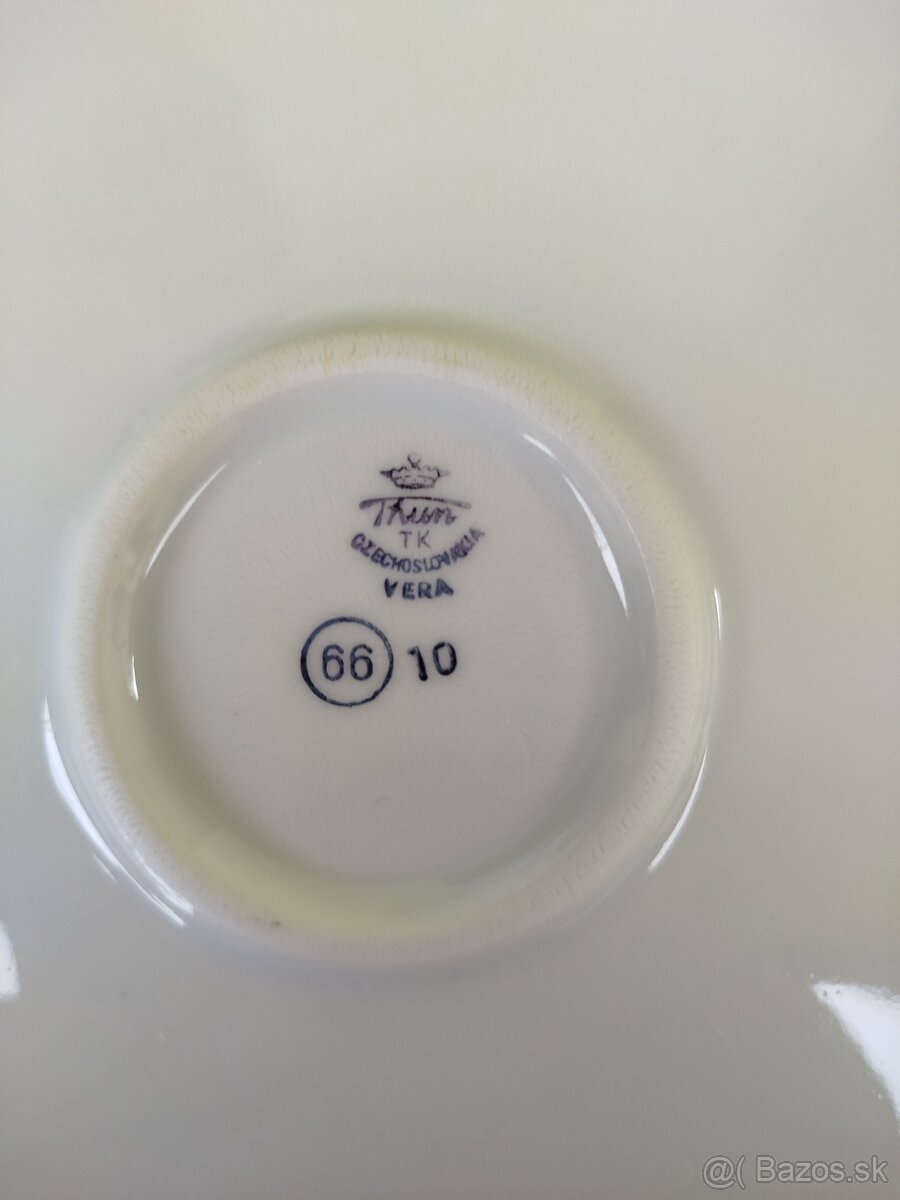 Thun
TK
CZECHOSLOVAKIA
VERA
66 10
@( Bazos.sk